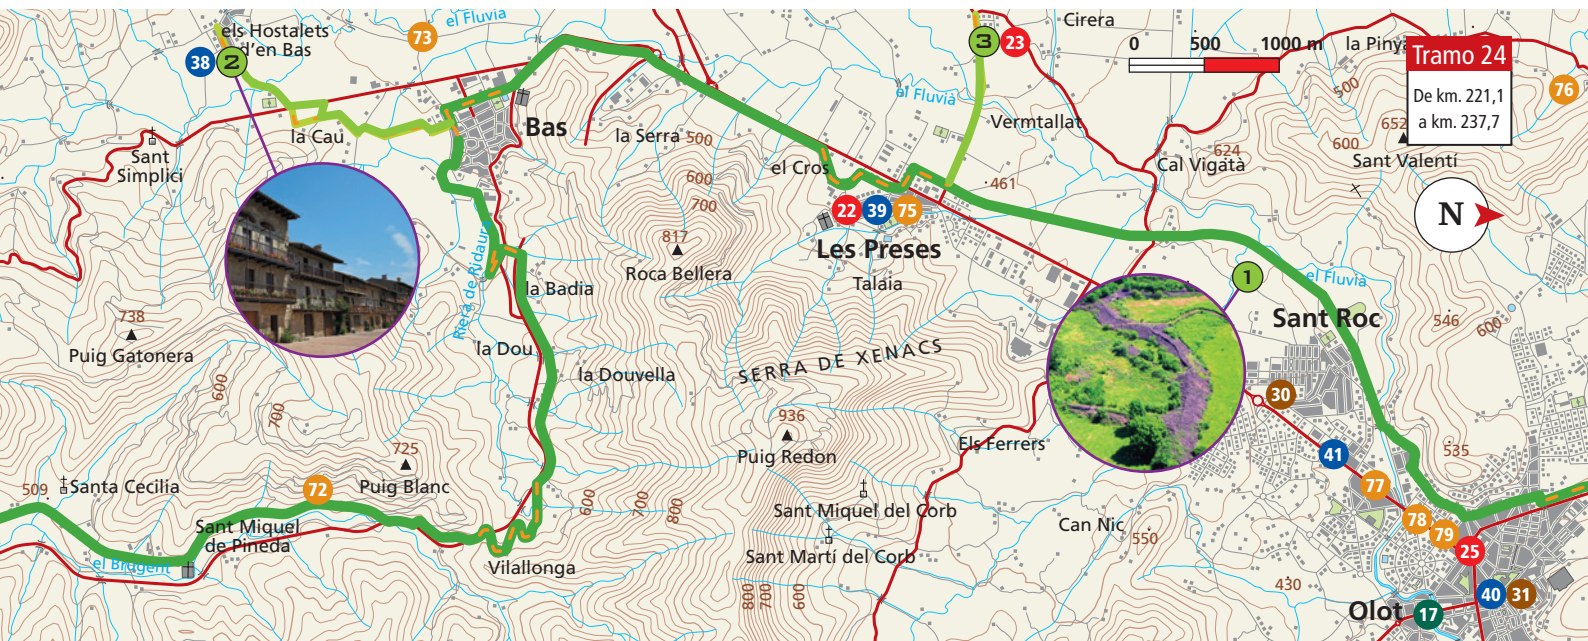 els Hostalets
d'en Bas
38
2
73
el Fluvià
3
23
Cirera
0 500 1000 m
la Pinya
Tramo 24
De km. 221,1
a km. 237,7
500
76
el Fluvià
Bas
la Cau
la Serra
500
Vermtallat
624
652
600
Sant Valentí
Cal Vigatà
Sant
Simplici
el Cros
600
700
461
22
39
75
N
Les Preses
Talaia
817
Roca Bellera
Riera de Ridaura
la Badia
1
el Fluvià
738
Puig Gatonera
Sant Roc
546
600
la Dou
la Douvella
SERRA DE XENACS
600
700
30
936
Puig Redon
Els Ferrers
725
Puig Blanc
41
535
509
Santa Cecilia
72
77
600
700
800
Sant Miquel del Corb
Can Nic
550
78
79
Sant Miquel
de Pineda
Sant Martí del Corb
25
el Brugent
Vilallonga
800
700
600
430
Olot
17
40
31